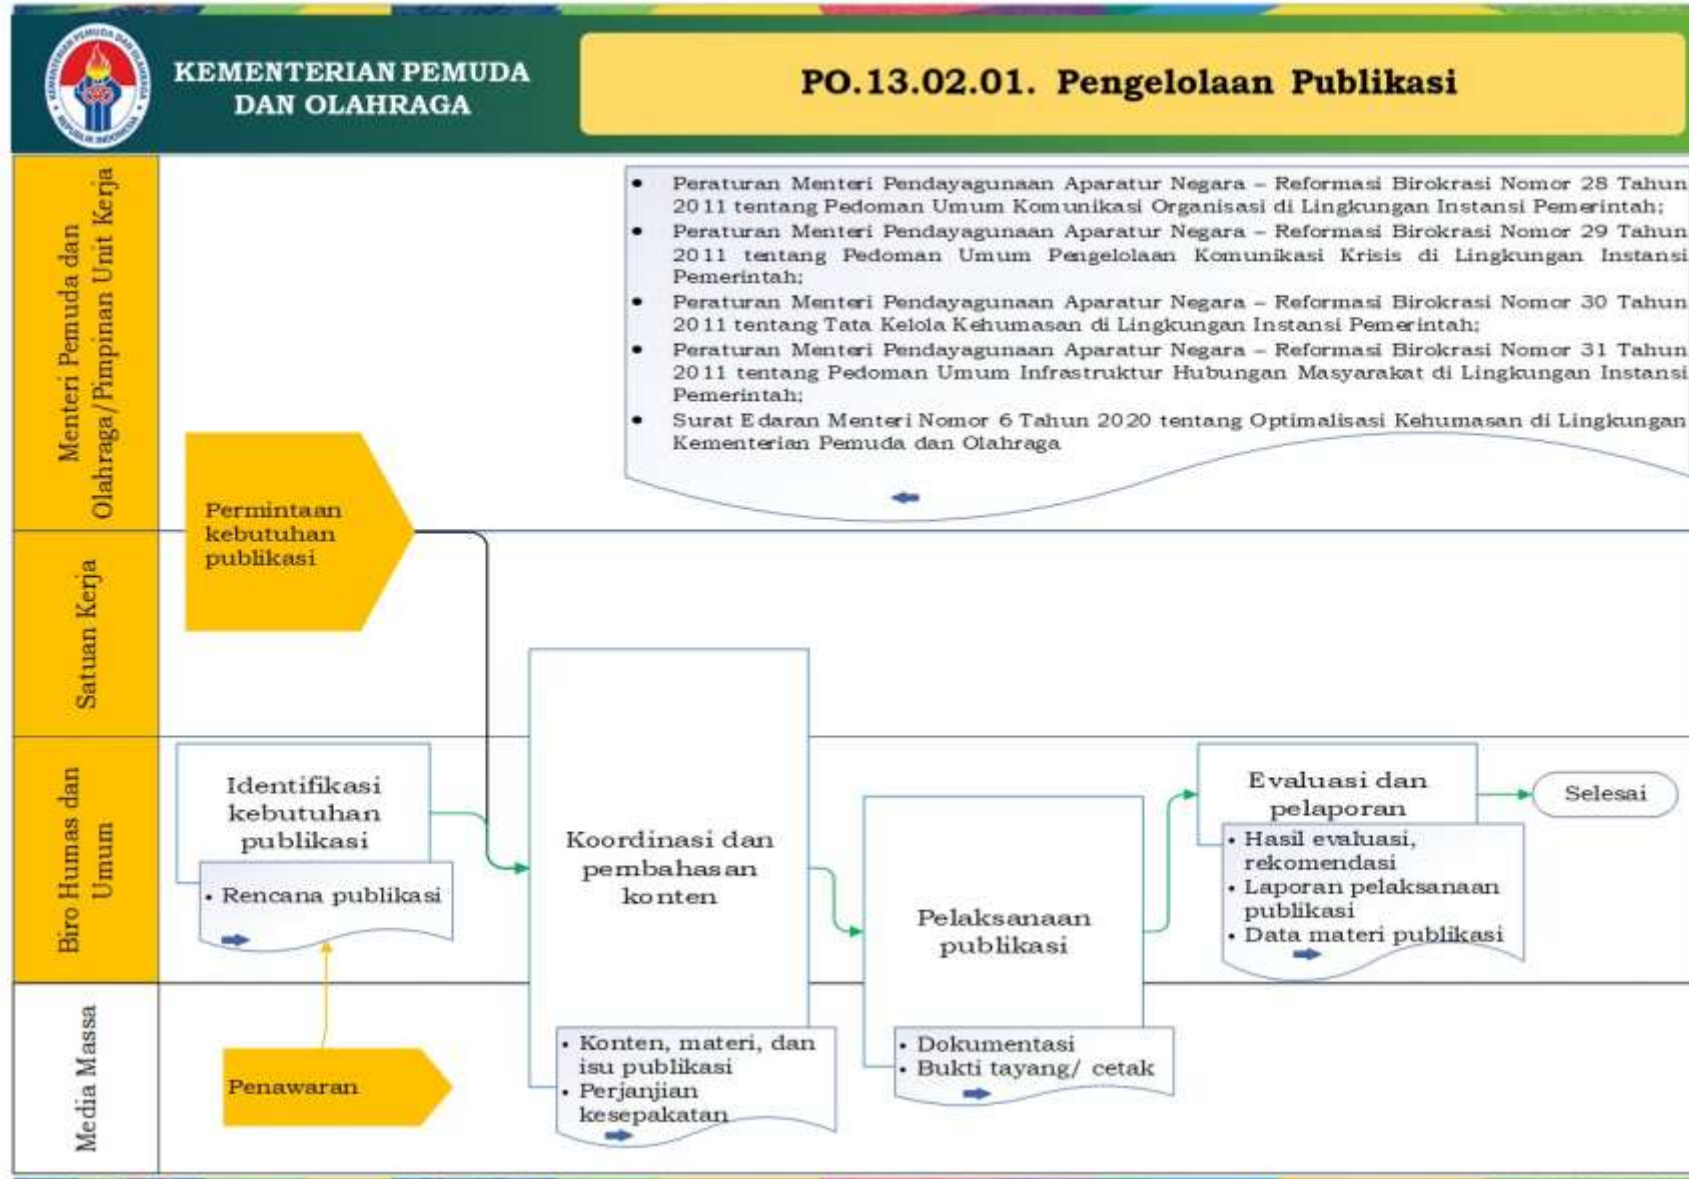 KEMENTERIAN PEMUDA DAN OLAHRAGA
REPUBLIK INDONESIA
KEMENTERIAN PEMUDA
DAN OLAHRAGA
PO.13.02.01. Pengelolaan Publikasi
Menteri Pemuda dan
Olahraga/Pimpinan Unit Kerja
• Peraturan Menteri Pendayagunaan Aparatur Negara – Reformasi Birokrasi Nomor 28 Tahun
2011 tentang Pedoman Umum Komunikasi Organisasi di Lingkungan Instansi Pemerintah;
• Peraturan Menteri Pendayagunaan Aparatur Negara – Reformasi Birokrasi Nomor 29 Tahun
2011 tentang Pedoman Umum Pengelolaan Komunikasi Krisis di Lingkungan Instansi
Pemerintah;
• Peraturan Menteri Pendayagunaan Aparatur Negara – Reformasi Birokrasi Nomor 30 Tahun
2011 tentang Tata Kelola Kehumasan di Lingkungan Instansi Pemerintah;
• Peraturan Menteri Pendayagunaan Aparatur Negara – Reformasi Birokrasi Nomor 31 Tahun
2011 tentang Pedoman Umum Infrastruktur Hubungan Masyarakat di Lingkungan Instansi
Pemerintah;
• Surat Edaran Menteri Nomor 6 Tahun 2020 tentang Optimalisasi Kehumasan di Lingkungan
Kementerian Pemuda dan Olahraga
Permintaan
kebutuhan
publikasi
Satuan Kerja
Biro Humas dan
Umum
Identifikasi
kebutuhan
publikasi
• Rencana publikasi
Koordinasi dan
pembahasan
konten
Pelaksanaan
publikasi
Evaluasi dan
pelaporan
• Hasil evaluasi,
rekomendasi
• Laporan pelaksanaan
publikasi
• Data materi publikasi
Selesai
Media Massa
Penawaran
• Konten, materi, dan
isu publikasi
• Perjanjian
kesepakatan
• Dokumentasi
• Bukti tayang/ cetak